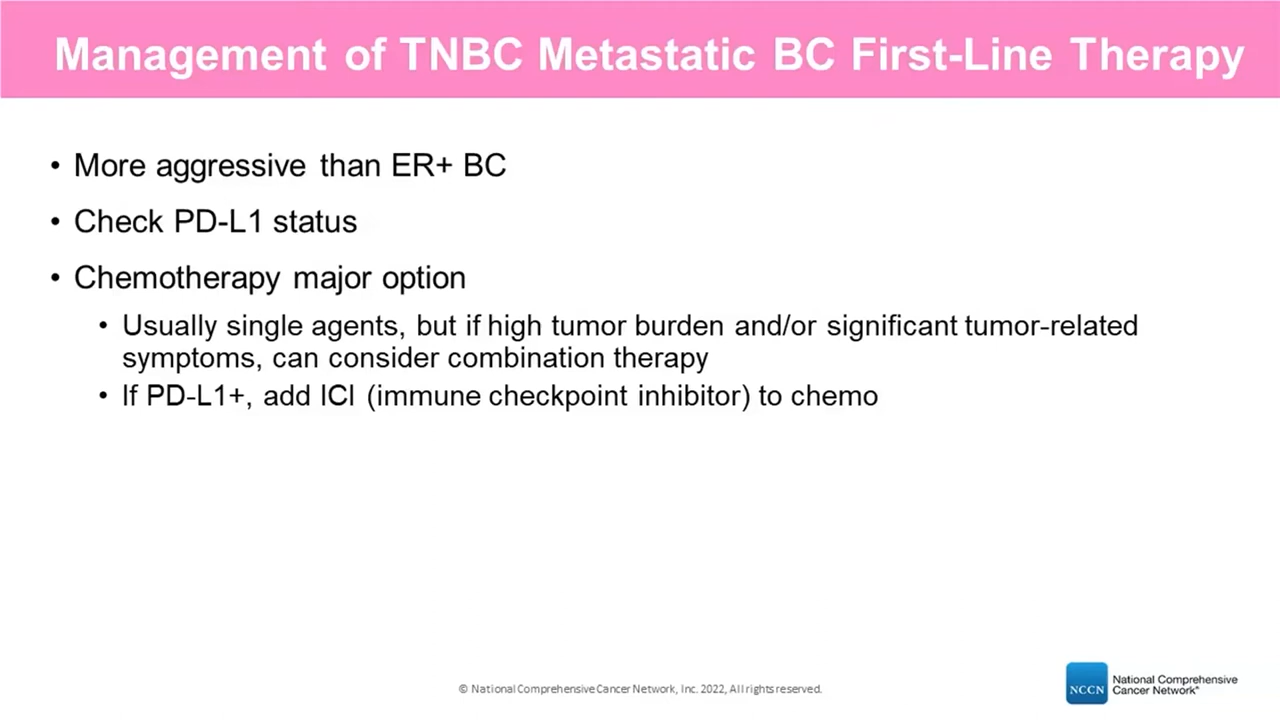 Management of TNBC Metastatic BC First-Line Therapy
• More aggressive than ER+ BC
• Check PD-L1 status
• Chemotherapy major option
• Usually single agents, but if high tumor burden and/or significant tumor-related
symptoms, can consider combination therapy
• If PD-L1+, add ICI (immune checkpoint inhibitor) to chemo
© National Comprehensive Cancer Network, Inc. 2022, All rights reserved.
NCCN
National Comprehensive
Cancer Network®